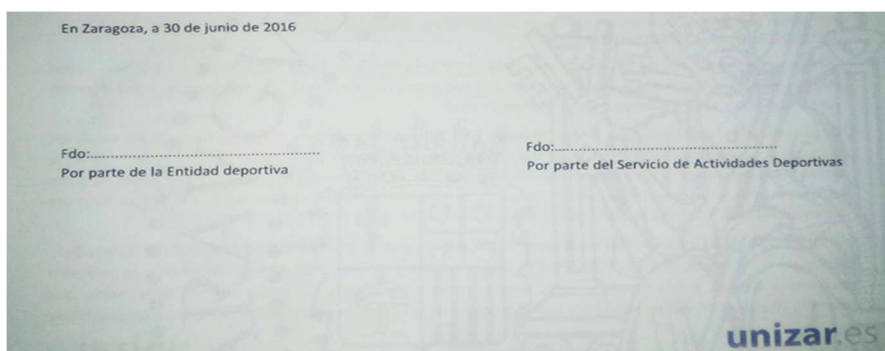 En Zaragoza, a 30 de junio de 2016
Fdo:........................................................
Por parte de la Entidad deportiva
Fdo:........................................................
Por parte del Servicio de Actividades Deportivas
unizar.es